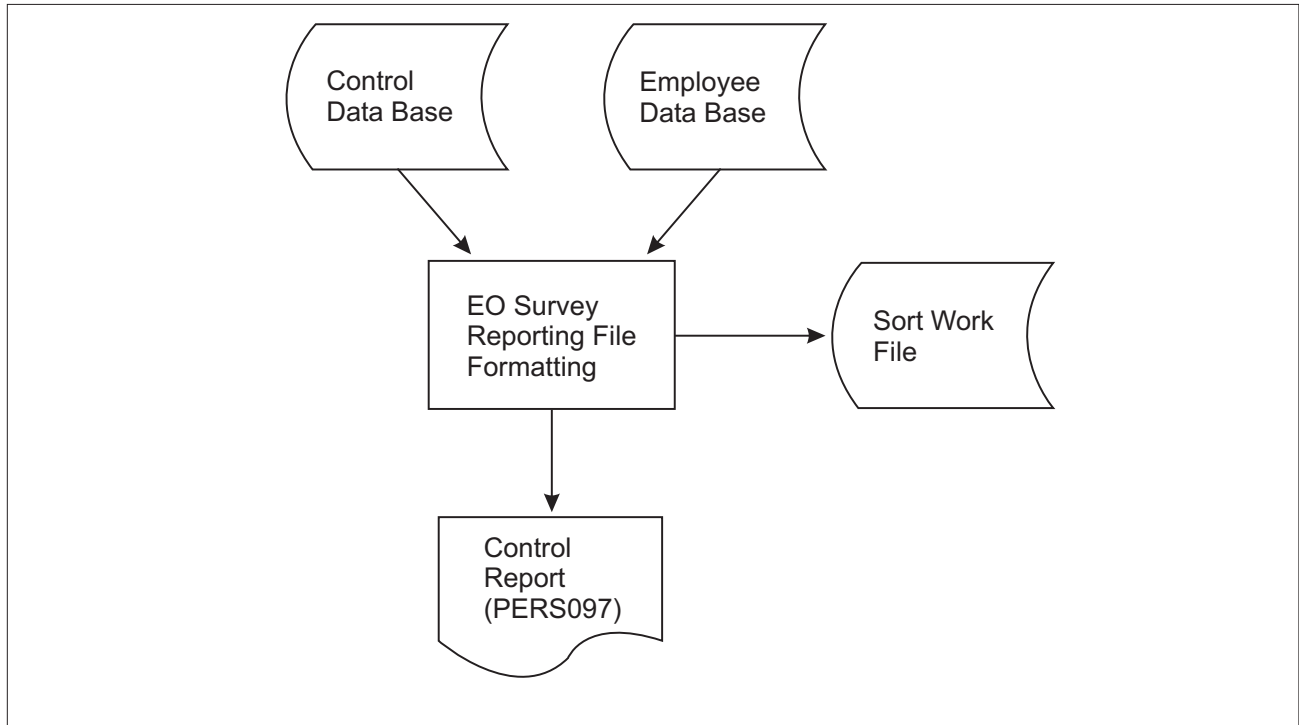 Control
Data Base
Employee
Data Base
EO Survey
Reporting File
Formatting
Sort Work
File
Control
Report
(PERS097)